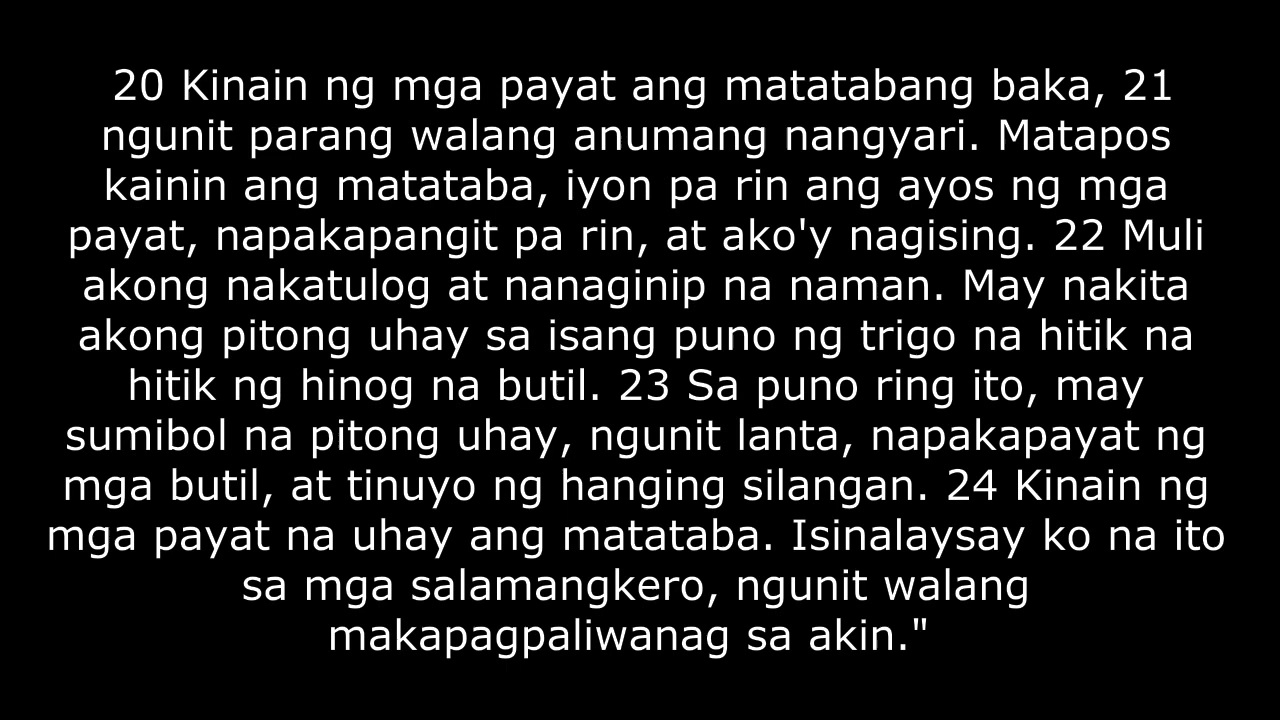 20 Kinain ng mga payat ang matatabang baka, 21
ngunit parang walang anumang nangyari. Matapos
kainin ang matataba, iyon pa rin ang ayos ng mga
payat, napakapangit pa rin, at ako'y nagising. 22 Muli
akong nakatulog at nanaginip na naman. May nakita
akong pitong uhay sa isang puno ng trigo na hitik na
hitik ng hinog na butil. 23 Sa puno ring ito, may
sumibol na pitong uhay, ngunit lanta, napakapayat ng
mga butil, at tinuyo ng hanging silangan. 24 Kinain ng
mga payat na uhay ang matataba. Isinalaysay ko na ito
sa mga salamangkero, ngunit walang
makapagpaliwanag sa akin."